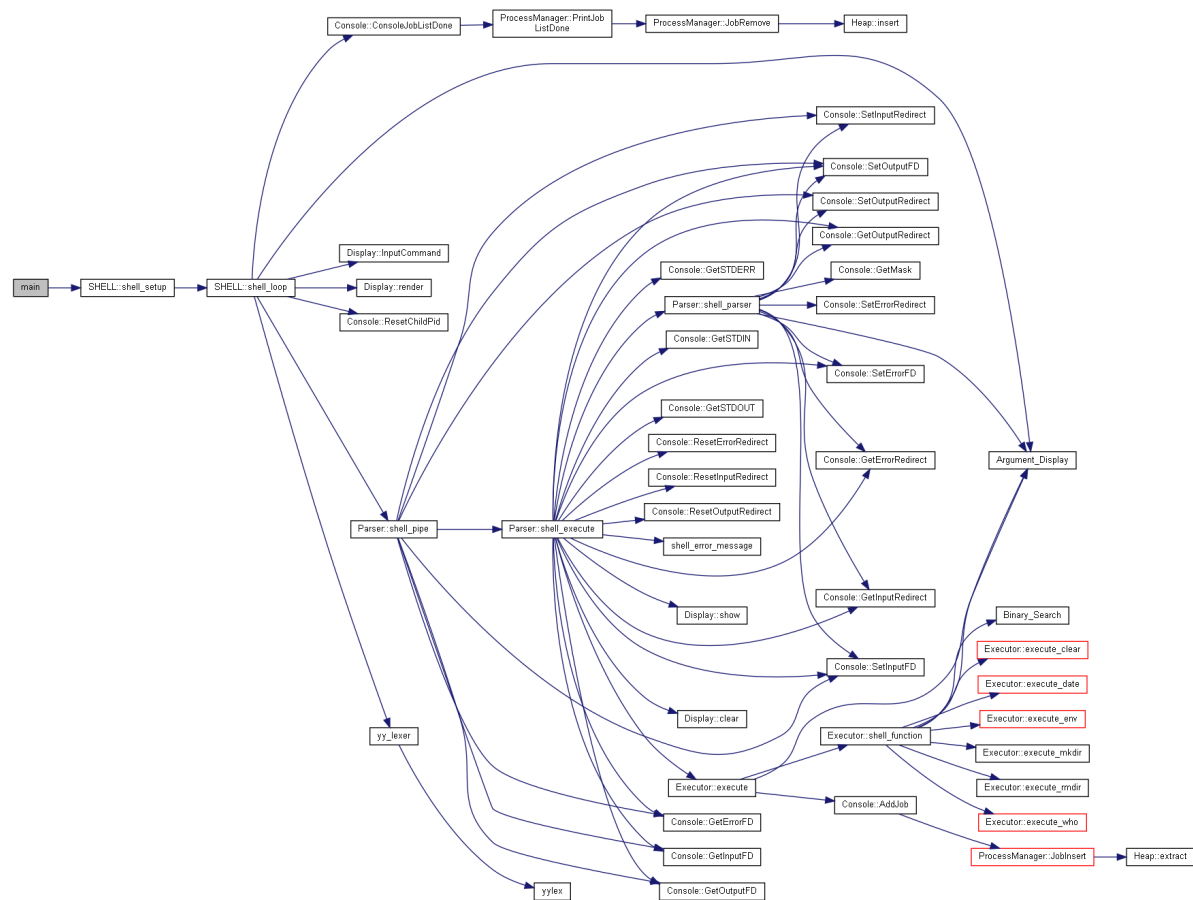 Console::ConsoleJobListDone
ProcessManager::PrintJob
ListDone
ProcessManager::JobRemove
Heap::insert
Console::SetInputRedirect
Console::SetOutputFD
Console::SetOutputRedirect
Console::GetOutputRedirect
Display::InputCommand
Console::GetSTDERR
Console::GetMask
main
SHELL::shell_setup
SHELL::shell_loop
Display::render
Parser::shell_parser
Console::SetErrorRedirect
Console::ResetChildPid
Console::GetSTDIN
Console::SetErrorFD
Console::GetSTDOUT
Console::ResetErrorRedirect
Console::GetErrorRedirect
Argument_Display
Console::ResetInputRedirect
Console::ResetOutputRedirect
Parser::shell_pipe
Parser::shell_execute
shell_error_message
Console::GetInputRedirect
Display::show
Binary_Search
Executor::execute_clear
Console::SetInputFD
Executor::execute_date
Display::clear
Executor::execute_env
yy_lexer
Executor::shell_function
Executor::execute_mkdir
Executor::execute
Executor::execute_rmdir
Console::AddJob
Console::GetErrorFD
Executor::execute_who
Console::GetInputFD
ProcessManager::JobInsert
Heap::extract
yylex
Console::GetOutputFD